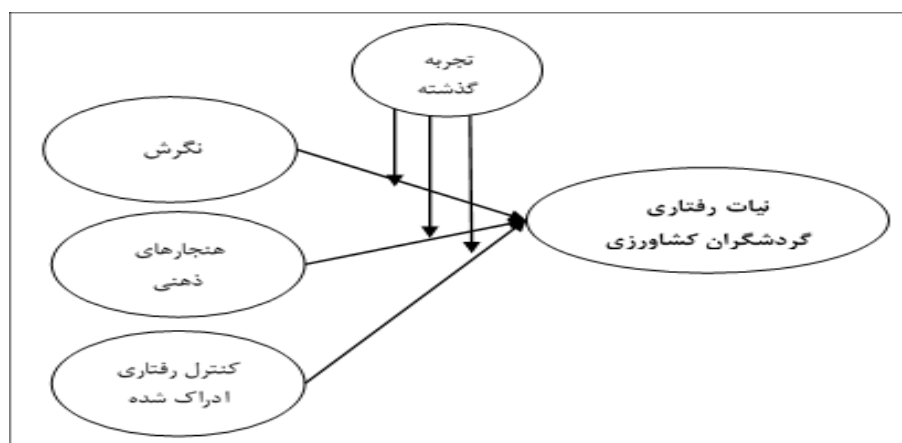 تجربه
گذشته
نگرش
نیات رفتاری
گردشگران کشاورزی
هنجارهای
ذهنی
کنترل رفتاری
ادراک شده